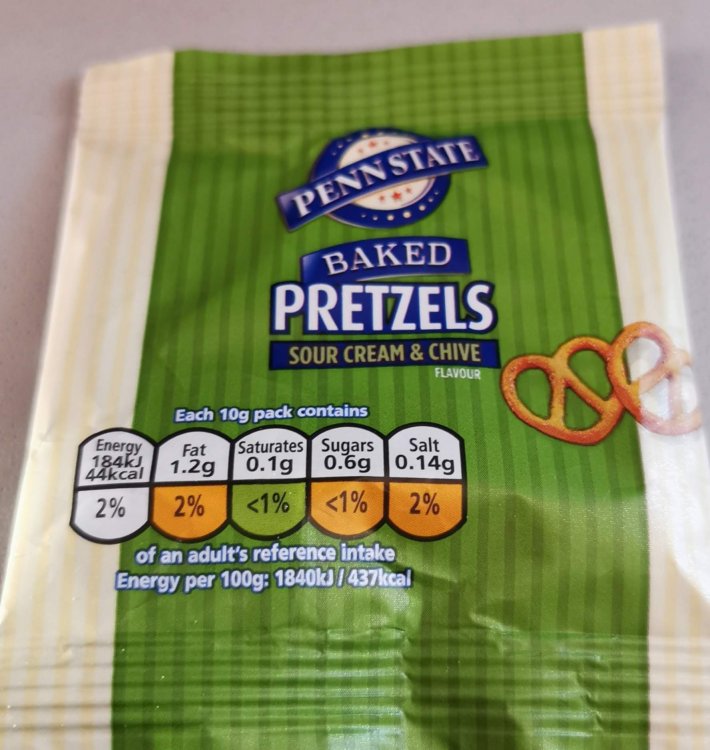 PENN STATE
BAKED
PRETZELS
SOUR CREAM & CHIVE
FLAVOUR
Each 10g pack contains
Energy 184kJ 44kcal 2%
Fat 1.2g 2%
Saturates 0.1g <1%
Sugars 0.6g <1%
Salt 0.14g 2%
of an adult's reference intake
Energy per 100g: 1840kJ / 437kcal